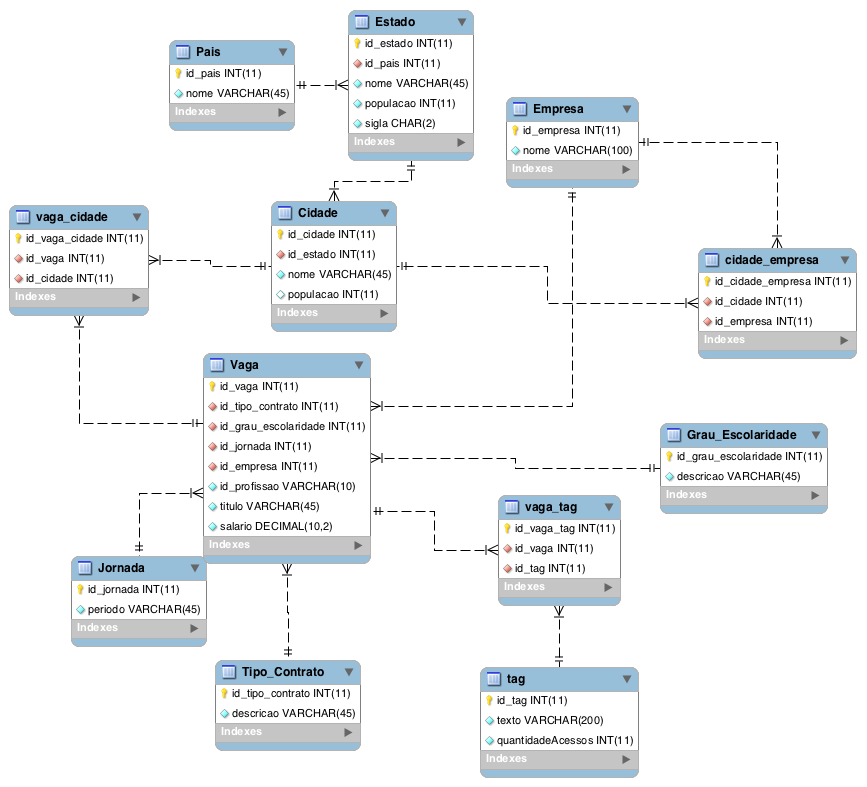 Pais
id_pais INT(11)
nome VARCHAR(45)
Indexes
Estado
id_estado INT(11)
id_pais INT(11)
nome VARCHAR(45)
populacao INT(11)
sigla CHAR(2)
Indexes
Empresa
id_empresa INT(11)
nome VARCHAR(100)
Indexes
vaga_cidade
id_vaga_cidade INT(11)
id_vaga INT(11)
id_cidade INT(11)
Indexes
Cidade
id_cidade INT(11)
id_estado INT(11)
nome VARCHAR(45)
populacao INT(11)
Indexes
cidade_empresa
id_cidade_empresa INT(11)
id_cidade INT(11)
id_empresa INT(11)
Indexes
Vaga
id_vaga INT(11)
id_tipo_contrato INT(11)
id_grau_escolaridade INT(11)
id_jornada INT(11)
id_empresa INT(11)
id_profissao VARCHAR(10)
titulo VARCHAR(45)
salario DECIMAL(10,2)
Indexes
Grau_Escolaridade
id_grau_escolaridade INT(11)
descricao VARCHAR(45)
Indexes
vaga_tag
id_vaga_tag INT(11)
id_vaga INT(11)
id_tag INT(11)
Indexes
Jornada
id_jornada INT(11)
periodo VARCHAR(45)
Indexes
Tipo_Contrato
id_tipo_contrato INT(11)
descricao VARCHAR(45)
Indexes
tag
id_tag INT(11)
texto VARCHAR(200)
quantidadeAcessos INT(11)
Indexes